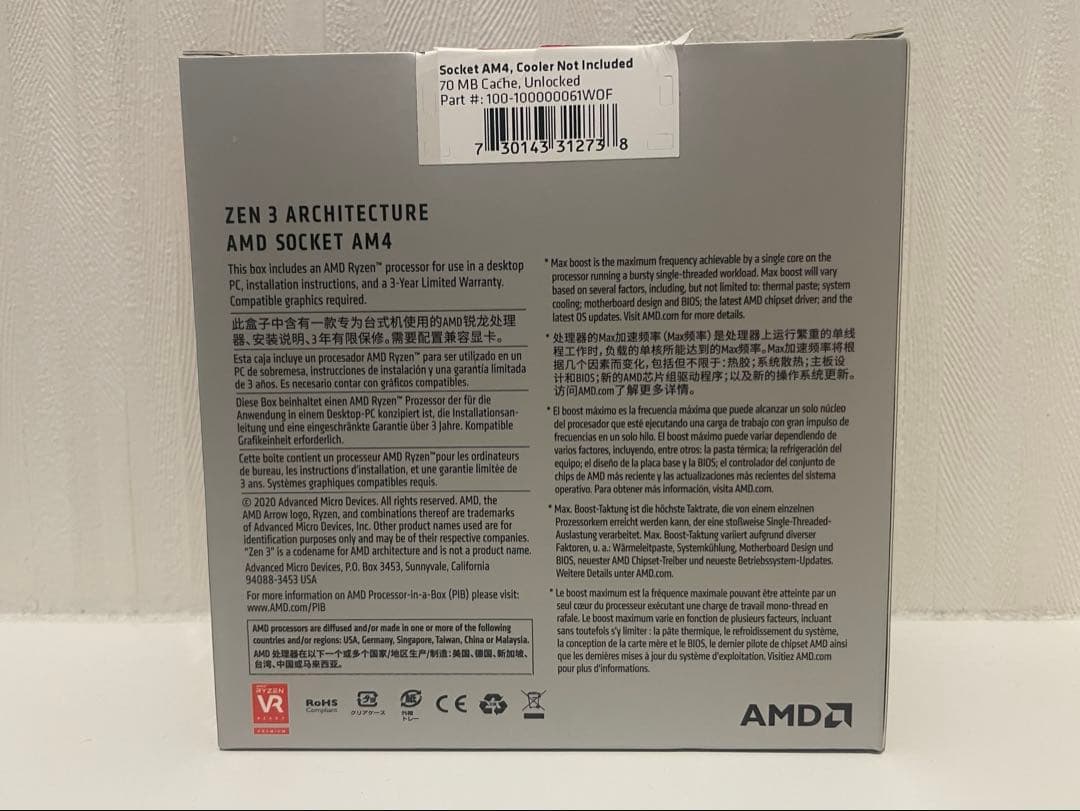 Socket AM4, Cooler Not Included
70 MB Cache, Unlocked
Part #: 100-100000061WOF
7 30143 31273 8
ZEN 3 ARCHITECTURE
AMD SOCKET AM4
This box includes an AMD Ryzen™ processor for use in a desktop
PC, installation instructions, and a 3-Year Limited Warranty.
Compatible graphics required.
此盒子中含有一款专为台式机使用的AMD锐龙处理
器、安装说明、3年有限保修。需要配置兼容显卡。
Esta caja incluye un procesador AMD Ryzen™ para ser utilizado en un
PC de sobremesa, instrucciones de instalación y una garantía limitada
de 3 años. Es necesario contar con gráficos compatibles.
Diese Box beinhaltet einen AMD Ryzen™ Prozessor der für die
Anwendung in einem Desktop-PC konzipiert ist, die Installationsan-
leitung und eine eingeschränkte Garantie über 3 Jahre. Kompatible
Grafikeinheit erforderlich.
Cette boîte contient un processeur AMD Ryzen™pour les ordinateurs
de bureau, les instructions d'installation, et une garantie limitée de
3 ans. Systèmes graphiques compatibles requis.
© 2020 Advanced Micro Devices. All rights reserved. AMD, the
AMD Arrow logo, Ryzen, and combinations thereof are trademarks
of Advanced Micro Devices, Inc. Other product names used are for
identification purposes only and may be of their respective companies.
"Zen 3" is a codename for AMD architecture and is not a product name.
Advanced Micro Devices, P.O. Box 3453, Sunnyvale, California
94088-3453 USA
For more information on AMD Processor-in-a-Box (PIB) please visit:
www.AMD.com/PIB
AMD processors are diffused and/or made in one or more of the following
countries and/or regions: USA, Germany, Singapore, Taiwan, China or Malaysia.
AMD 处理器在以下一个或多个国家/地区生产/制造:美国、德国、新加坡、
台湾、中国或马来西亚。
* Max boost is the maximum frequency achievable by a single core on the
processor running a bursty single-threaded workload. Max boost will vary
based on several factors, including, but not limited to: thermal paste; system
cooling; motherboard design and BIOS; the latest AMD chipset driver; and the
latest OS updates. Visit AMD.com for more details.
* 处理器的Max加速频率(Max频率)是处理器上运行繁重的单线
程工作时,负载的单核所能达到的Max频率。Max加速频率将根
据几个因素而变化,包括但不限于:热胶;系统散热;主板设
计和BIOS;新的AMD芯片组驱动程序;以及新的操作系统更新。
访问AMD.com了解更多详情。
* El boost máximo es la frecuencia máxima que puede alcanzar un solo núcleo
del procesador que esté ejecutando una carga de trabajo con gran impulso de
frecuencias en un solo hilo. El boost máximo puede variar dependiendo de
varios factores, incluyendo, entre otros: la pasta térmica; la refrigeración del
equipo; el diseño de la placa base y la BIOS; el controlador del conjunto de
chips de AMD más reciente y las actualizaciones más recientes del sistema
operativo. Para obtener más información, visita AMD.com.
* Max. Boost-Taktung ist die höchste Taktrate, die von einem einzelnen
Prozessorkern erreicht werden kann, der eine stoßweise Single-Threaded-
Auslastung verarbeitet. Max. Boost-Taktung variiert aufgrund diverser
Faktoren, u. a.: Wärmeleitpaste, Systemkühlung, Motherboard Design und
BIOS, neuester AMD Chipset-Treiber und neueste Betriebssystem-Updates.
Weitere Details unter AMD.com.
* Le boost maximum est la fréquence maximale pouvant être atteinte par un
seul cœur du processeur exécutant une charge de travail mono-thread en
rafale. Le boost maximum varie en fonction de plusieurs facteurs, incluant
sans toutefois s'y limiter : la pâte thermique, le refroidissement du système,
la conception de la carte mère et le BIOS, le dernier pilote de chipset AMD ainsi
que les dernières mises à jour du système d'exploitation. Visitiez AMD.com
pour plus d'informations.
RYZEN
VR
READY
PREMIUM
RoHS
Compliant
クリアケース
外箱
トレー
CE
AMD